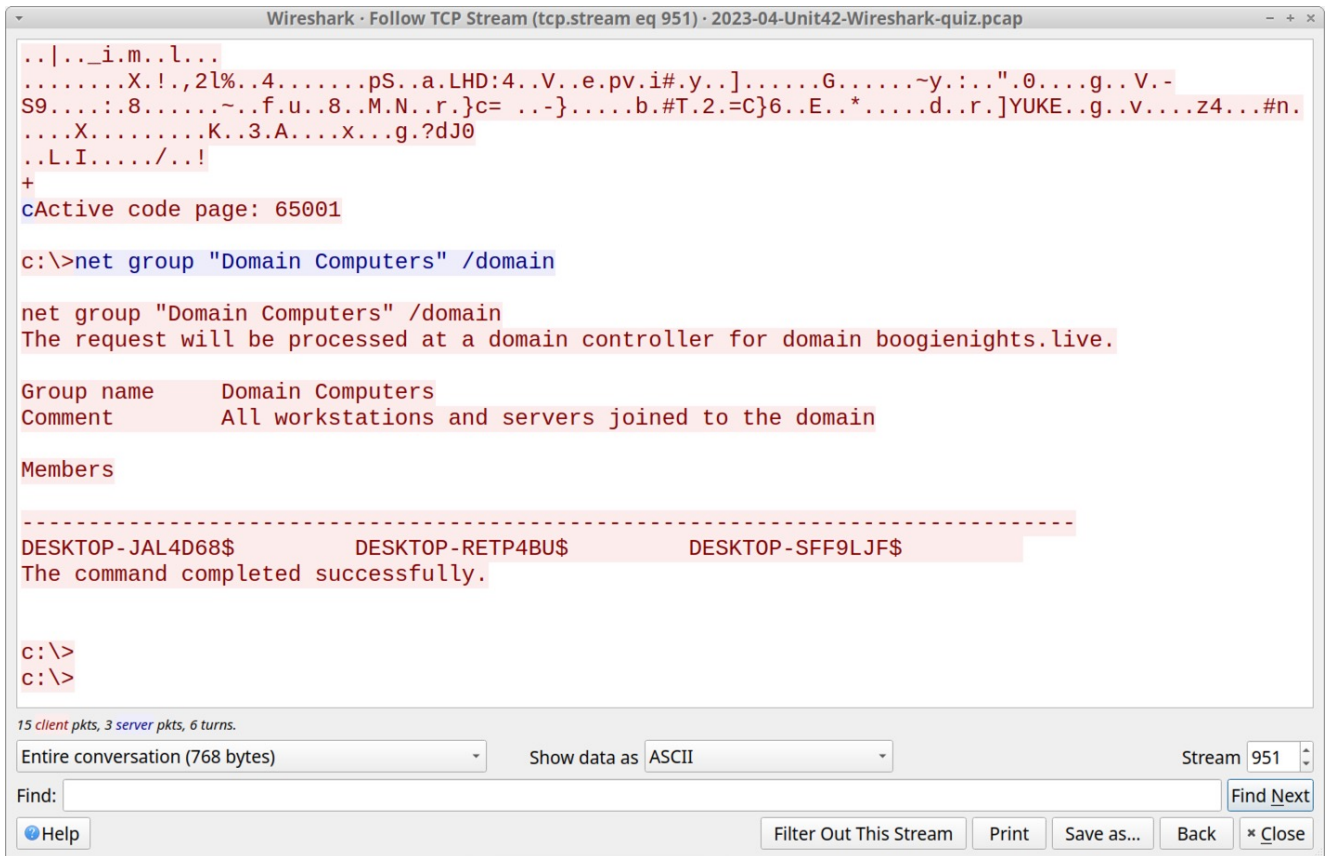 Wireshark · Follow TCP Stream (tcp.stream eq 951) · 2023-04-Unit42-Wireshark-quiz.pcap
..|.._i.m..l...
........X.!.,2l%..4.......pS..a.LHD:4..V..e.pv.i#.y..]......G......~y.:..".0....g..V.-
S9....:.8......~..f.u..8..M.N..r.}c= ..-}.....b.#T.2.=C}6..E..*.....d..r.]YUKE..g..v....z4...#n.
....X.........K..3.A....x...g.?dJ0
..L.I...../..!
+
cActive code page: 65001
c:\>net group "Domain Computers" /domain
net group "Domain Computers" /domain
The request will be processed at a domain controller for domain boogienights.live.
Group name     Domain Computers
Comment        All workstations and servers joined to the domain
Members
-------------------------------------------------------------------------------
DESKTOP-JAL4D68$         DESKTOP-RETP4BU$         DESKTOP-SFF9LJF$
The command completed successfully.
c:\>
c:\>
15 client pkts, 3 server pkts, 6 turns.
Entire conversation (768 bytes) Show data as ASCII Stream 951
Find: Find Next
Help Filter Out This Stream Print Save as... Back × Close